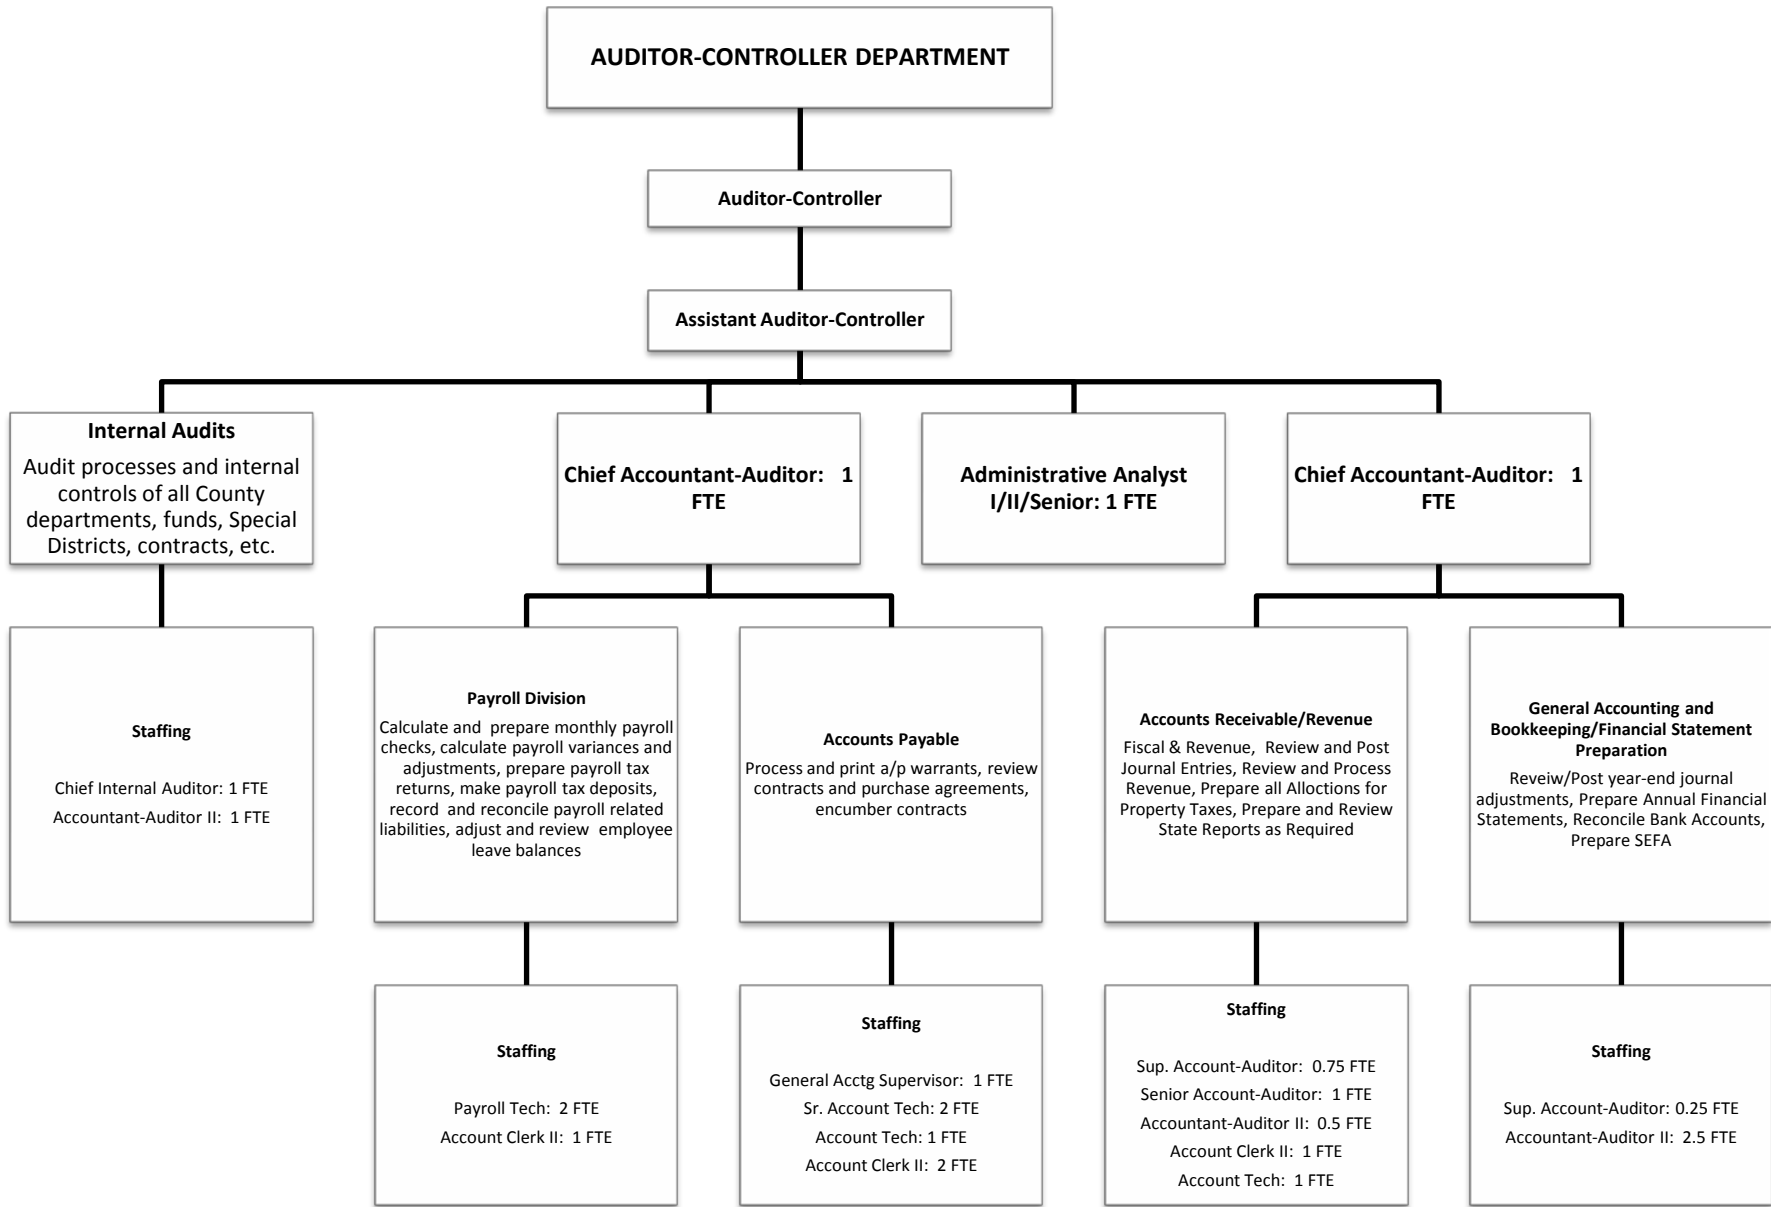 AUDITOR-CONTROLLER DEPARTMENT
Auditor-Controller
Assistant Auditor-Controller
Internal Audits
Audit processes and internal
controls of all County
departments, funds, Special
Districts, contracts, etc.
Chief Accountant-Auditor: 1
FTE
Administrative Analyst
I/II/Senior: 1 FTE
Chief Accountant-Auditor: 1
FTE
Staffing
Chief Internal Auditor: 1 FTE
Accountant-Auditor II: 1 FTE
Payroll Division
Calculate and prepare monthly payroll
checks, calculate payroll variances and
adjustments, prepare payroll tax
returns, make payroll tax deposits,
record and reconcile payroll related
liabilities, adjust and review employee
leave balances
Accounts Payable
Process and print a/p warrants, review
contracts and purchase agreements,
encumber contracts
Accounts Receivable/Revenue
Fiscal & Revenue, Review and Post
Journal Entries, Review and Process
Revenue, Prepare all Alloctions for
Property Taxes, Prepare and Review
State Reports as Required
General Accounting and
Bookkeeping/Financial Statement
Preparation
Reveiw/Post year-end journal
adjustments, Prepare Annual Financial
Statements, Reconcile Bank Accounts,
Prepare SEFA
Staffing
Payroll Tech: 2 FTE
Account Clerk II: 1 FTE
Staffing
General Acctg Supervisor: 1 FTE
Sr. Account Tech: 2 FTE
Account Tech: 1 FTE
Account Clerk II: 2 FTE
Staffing
Sup. Account-Auditor: 0.75 FTE
Senior Account-Auditor: 1 FTE
Accountant-Auditor II: 0.5 FTE
Account Clerk II: 1 FTE
Account Tech: 1 FTE
Staffing
Sup. Account-Auditor: 0.25 FTE
Accountant-Auditor II: 2.5 FTE